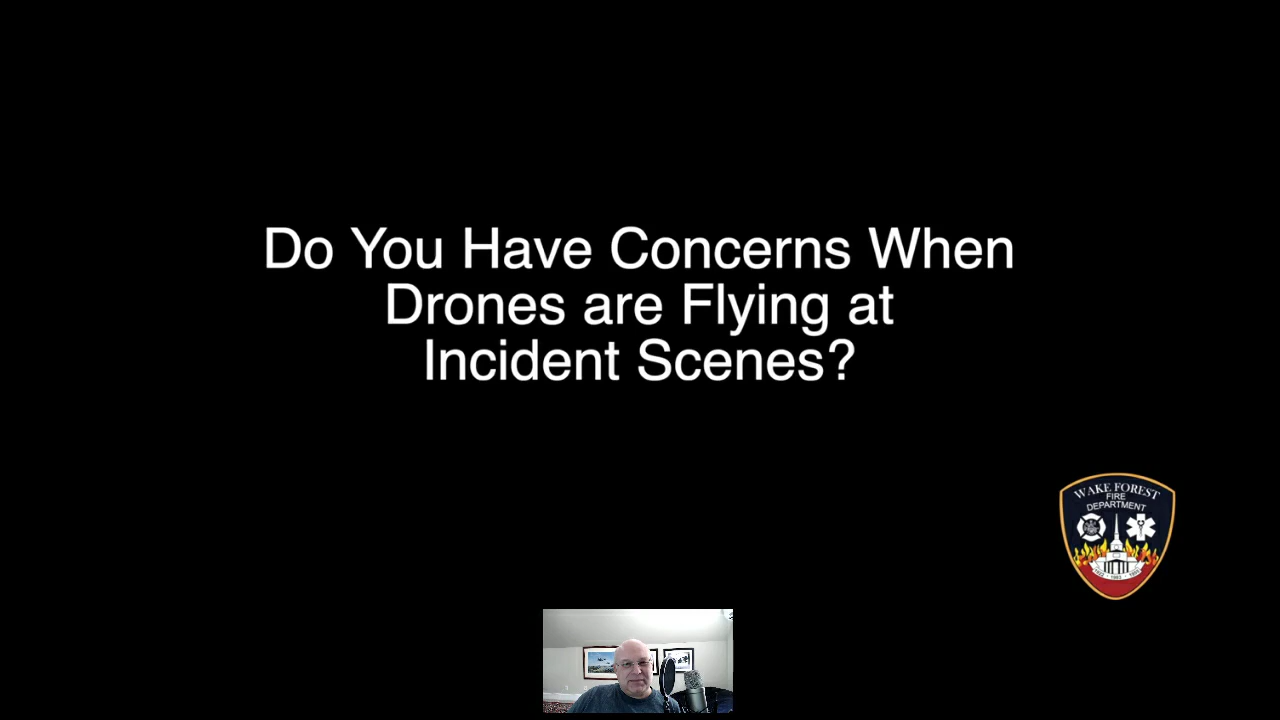 Do You Have Concerns When
Drones are Flying at
Incident Scenes?
WAKE FOREST
FIRE
DEPARTMENT